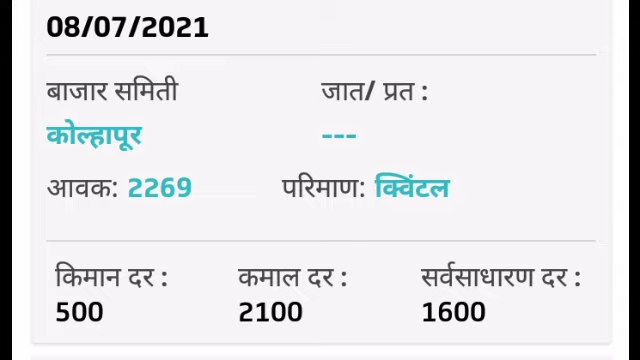 08/07/2021
बाजार समिती जात/ प्रत :
कोल्हापूर ---
आवक: 2269 परिमाण: क्विंटल
किमान दर : कमाल दर : सर्वसाधारण दर :
500 2100 1600